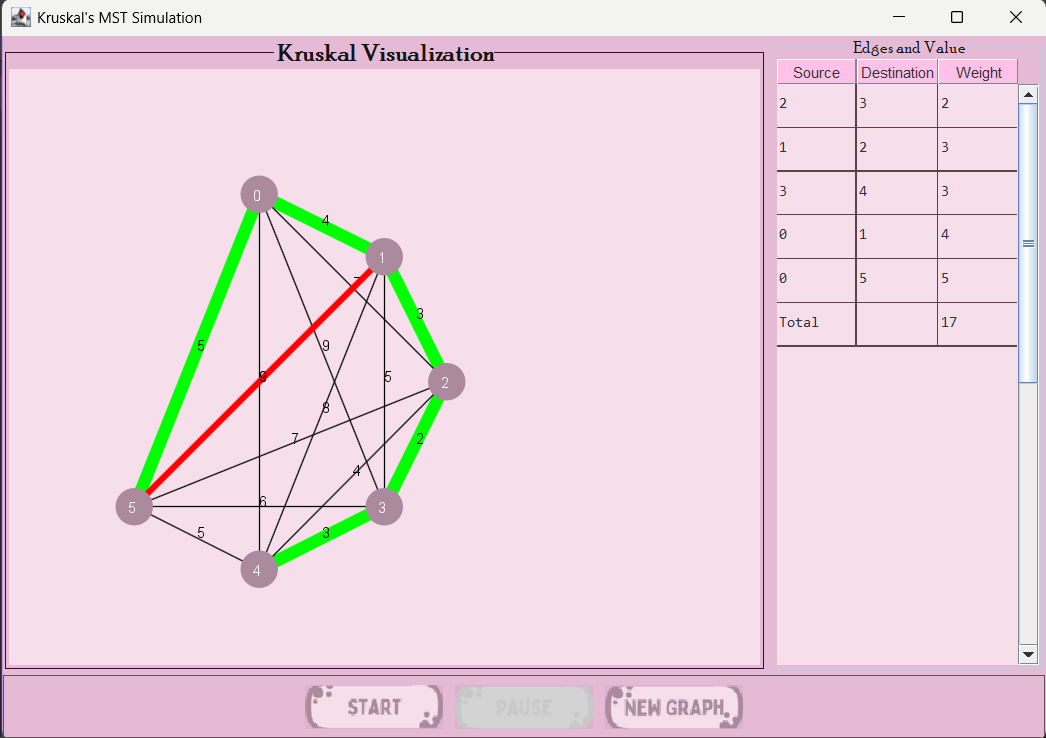 Kruskal's MST Simulation
Kruskal Visualization
Edges and Value
Source Destination Weight
2 3 2
1 2 3
3 4 3
0 1 4
0 5 5
Total 17
0
4
1
3
5
9
9
5
2
8
7
2
4
6
5
3
5
3
4
START PAUSE NEW GRAPH